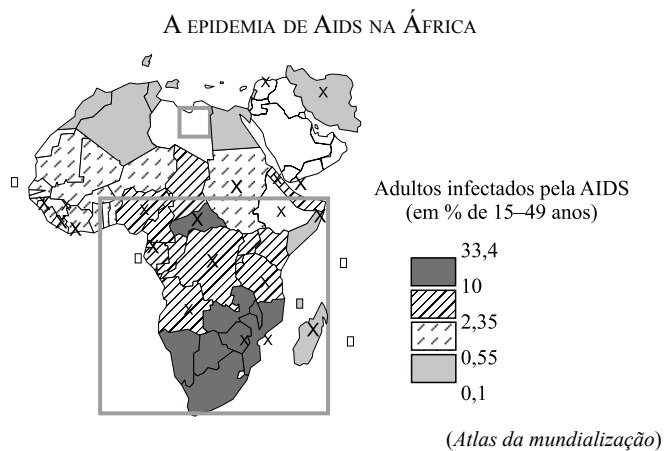 A EPIDEMIA DE AIDS NA ÁFRICA
Adultos infectados pela AIDS
(em % de 15–49 anos)
33,4
10
2,35
0,55
0,1
(Atlas da mundialização)